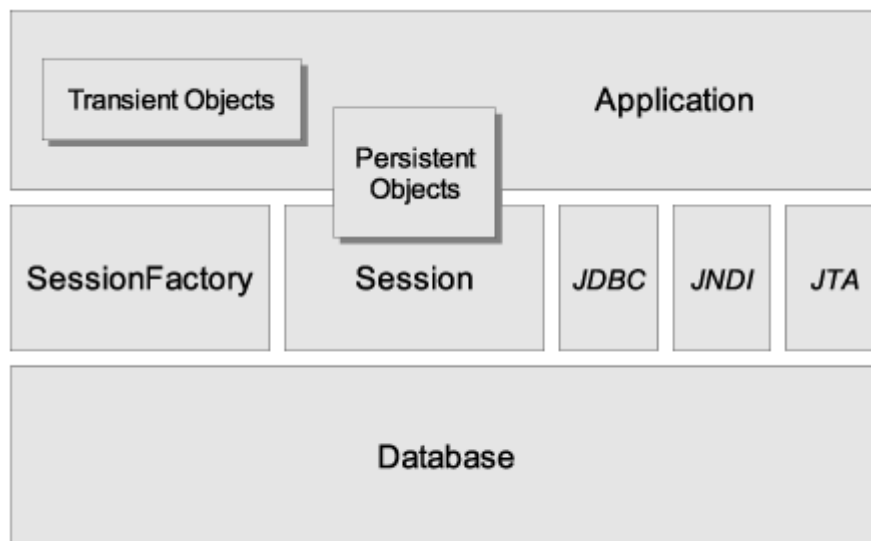 Transient Objects
Application
Persistent
Objects
SessionFactory
Session
JDBC
JNDI
JTA
Database